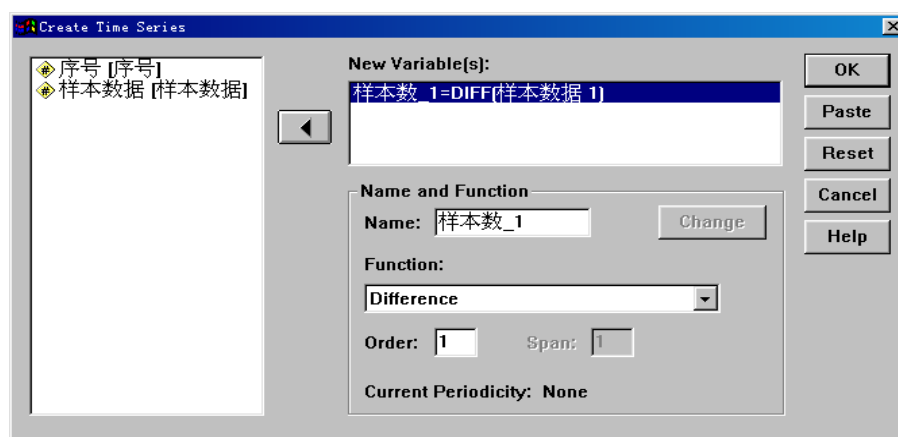 Create Time Series
序号 [序号]
样本数据 [样本数据]
New Variable(s):
样本数_1=DIFF(样本数据 1)
Name and Function
Name: 样本数_1
Change
Function:
Difference
Order: 1 Span: 1
Current Periodicity: None
OK
Paste
Reset
Cancel
Help